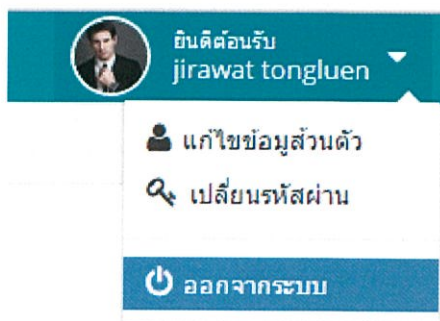 ยินดีต้อนรับ
jirawat tongluen
แก้ไขข้อมูส้วนตัว
เปลี่ยนรหัสผ่าน
ออกจากระบบ